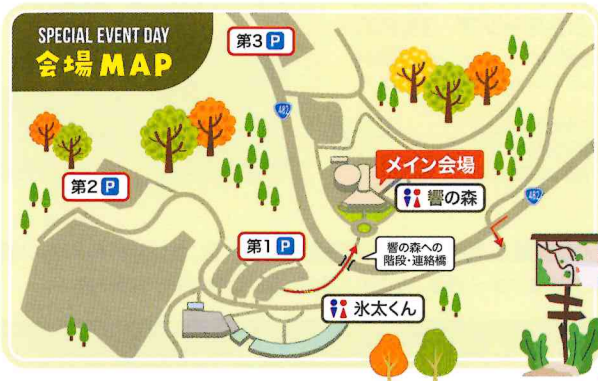 SPECIAL EVENT DAY
会場MAP
第3 P
482
第2 P
メイン会場
響の森
482
第1 P
響の森への
階段・連絡橋
氷太くん